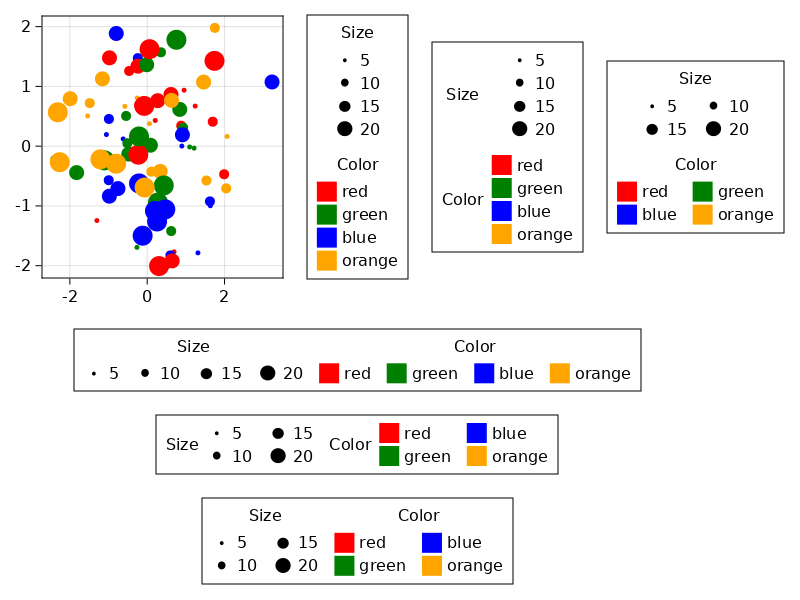 2
1
0
-1
-2
-2 0 2
Size
5
10
15
20
Color
red
green
blue
orange
Size
5
10
15
20
Color
red
green
blue
orange
Size
5 10
15 20
Color
red green
blue orange
Size Color
5 10 15 20 red green blue orange
Size 5 15 Color red blue
10 20 green orange
Size Color
5 15 red blue
10 20 green orange